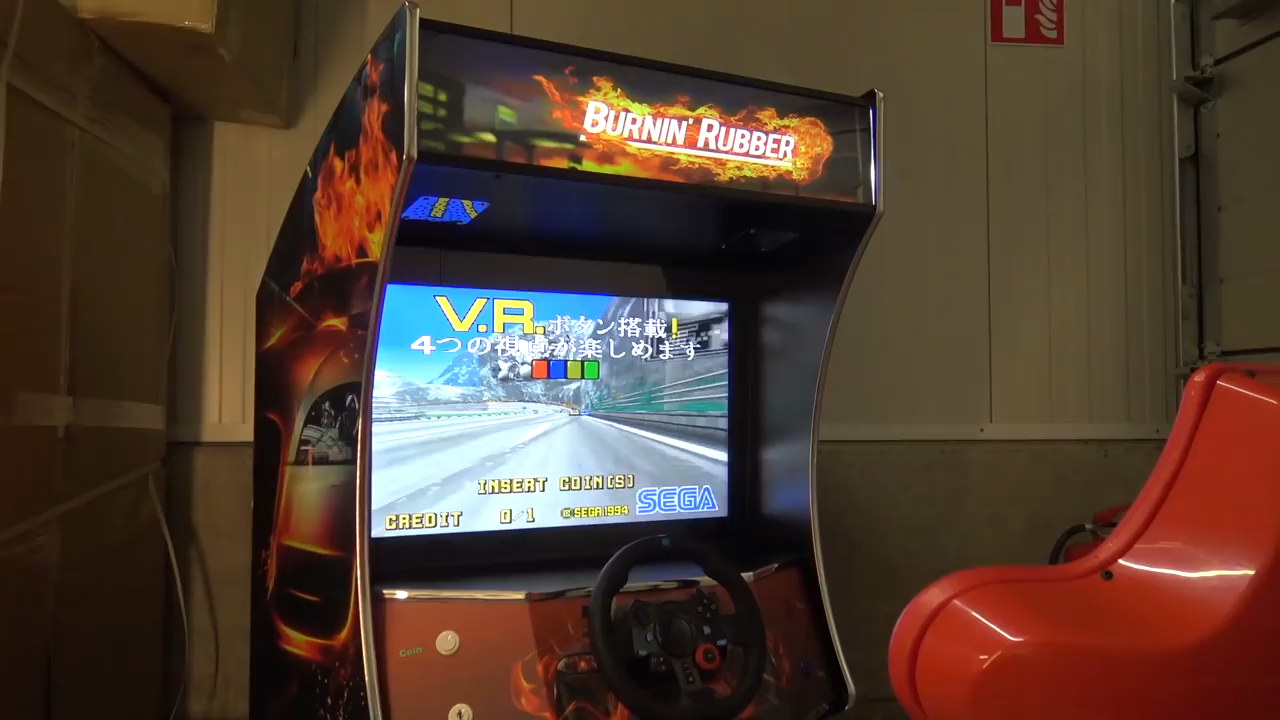 BURNIN' RUBBER
V.R.ボタン搭載!
4つの視点が楽しめます
INSERT COIN(S)
SEGA
CREDIT 0/1
© SEGA 1994
Coin